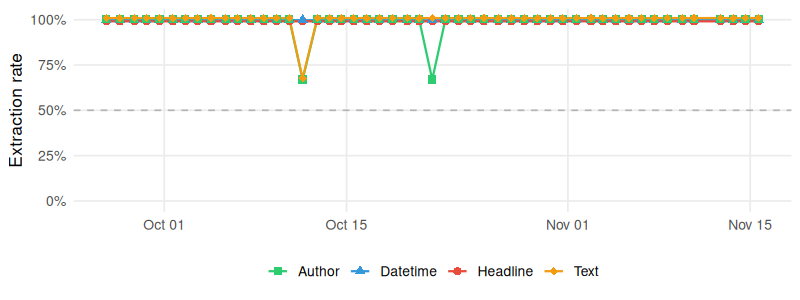 Extraction rate
100%
75%
50%
25%
0%
Oct 01 Oct 15 Nov 01 Nov 15
Author Datetime Headline Text